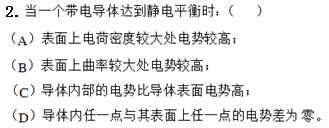 2. 当一个带电导体达到静电平衡时：（ ）
（A）表面上电荷密度较大处电势较高；
（B）表面上曲率较大处电势较高；
（C）导体内部的电势比导体表面电势高；
（D）导体内任一点与其表面上任一点的电势差为 零。